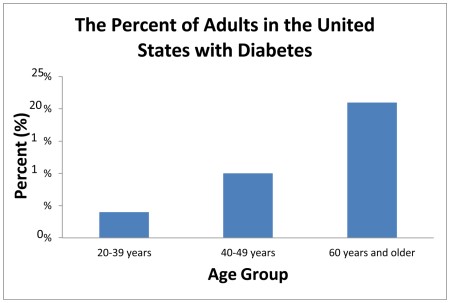 The Percent of Adults in the United
States with Diabetes
Percent (%)
25%
20%
1%
1%
%
0%
20-39 years
40-49 years
60 years and older
Age Group